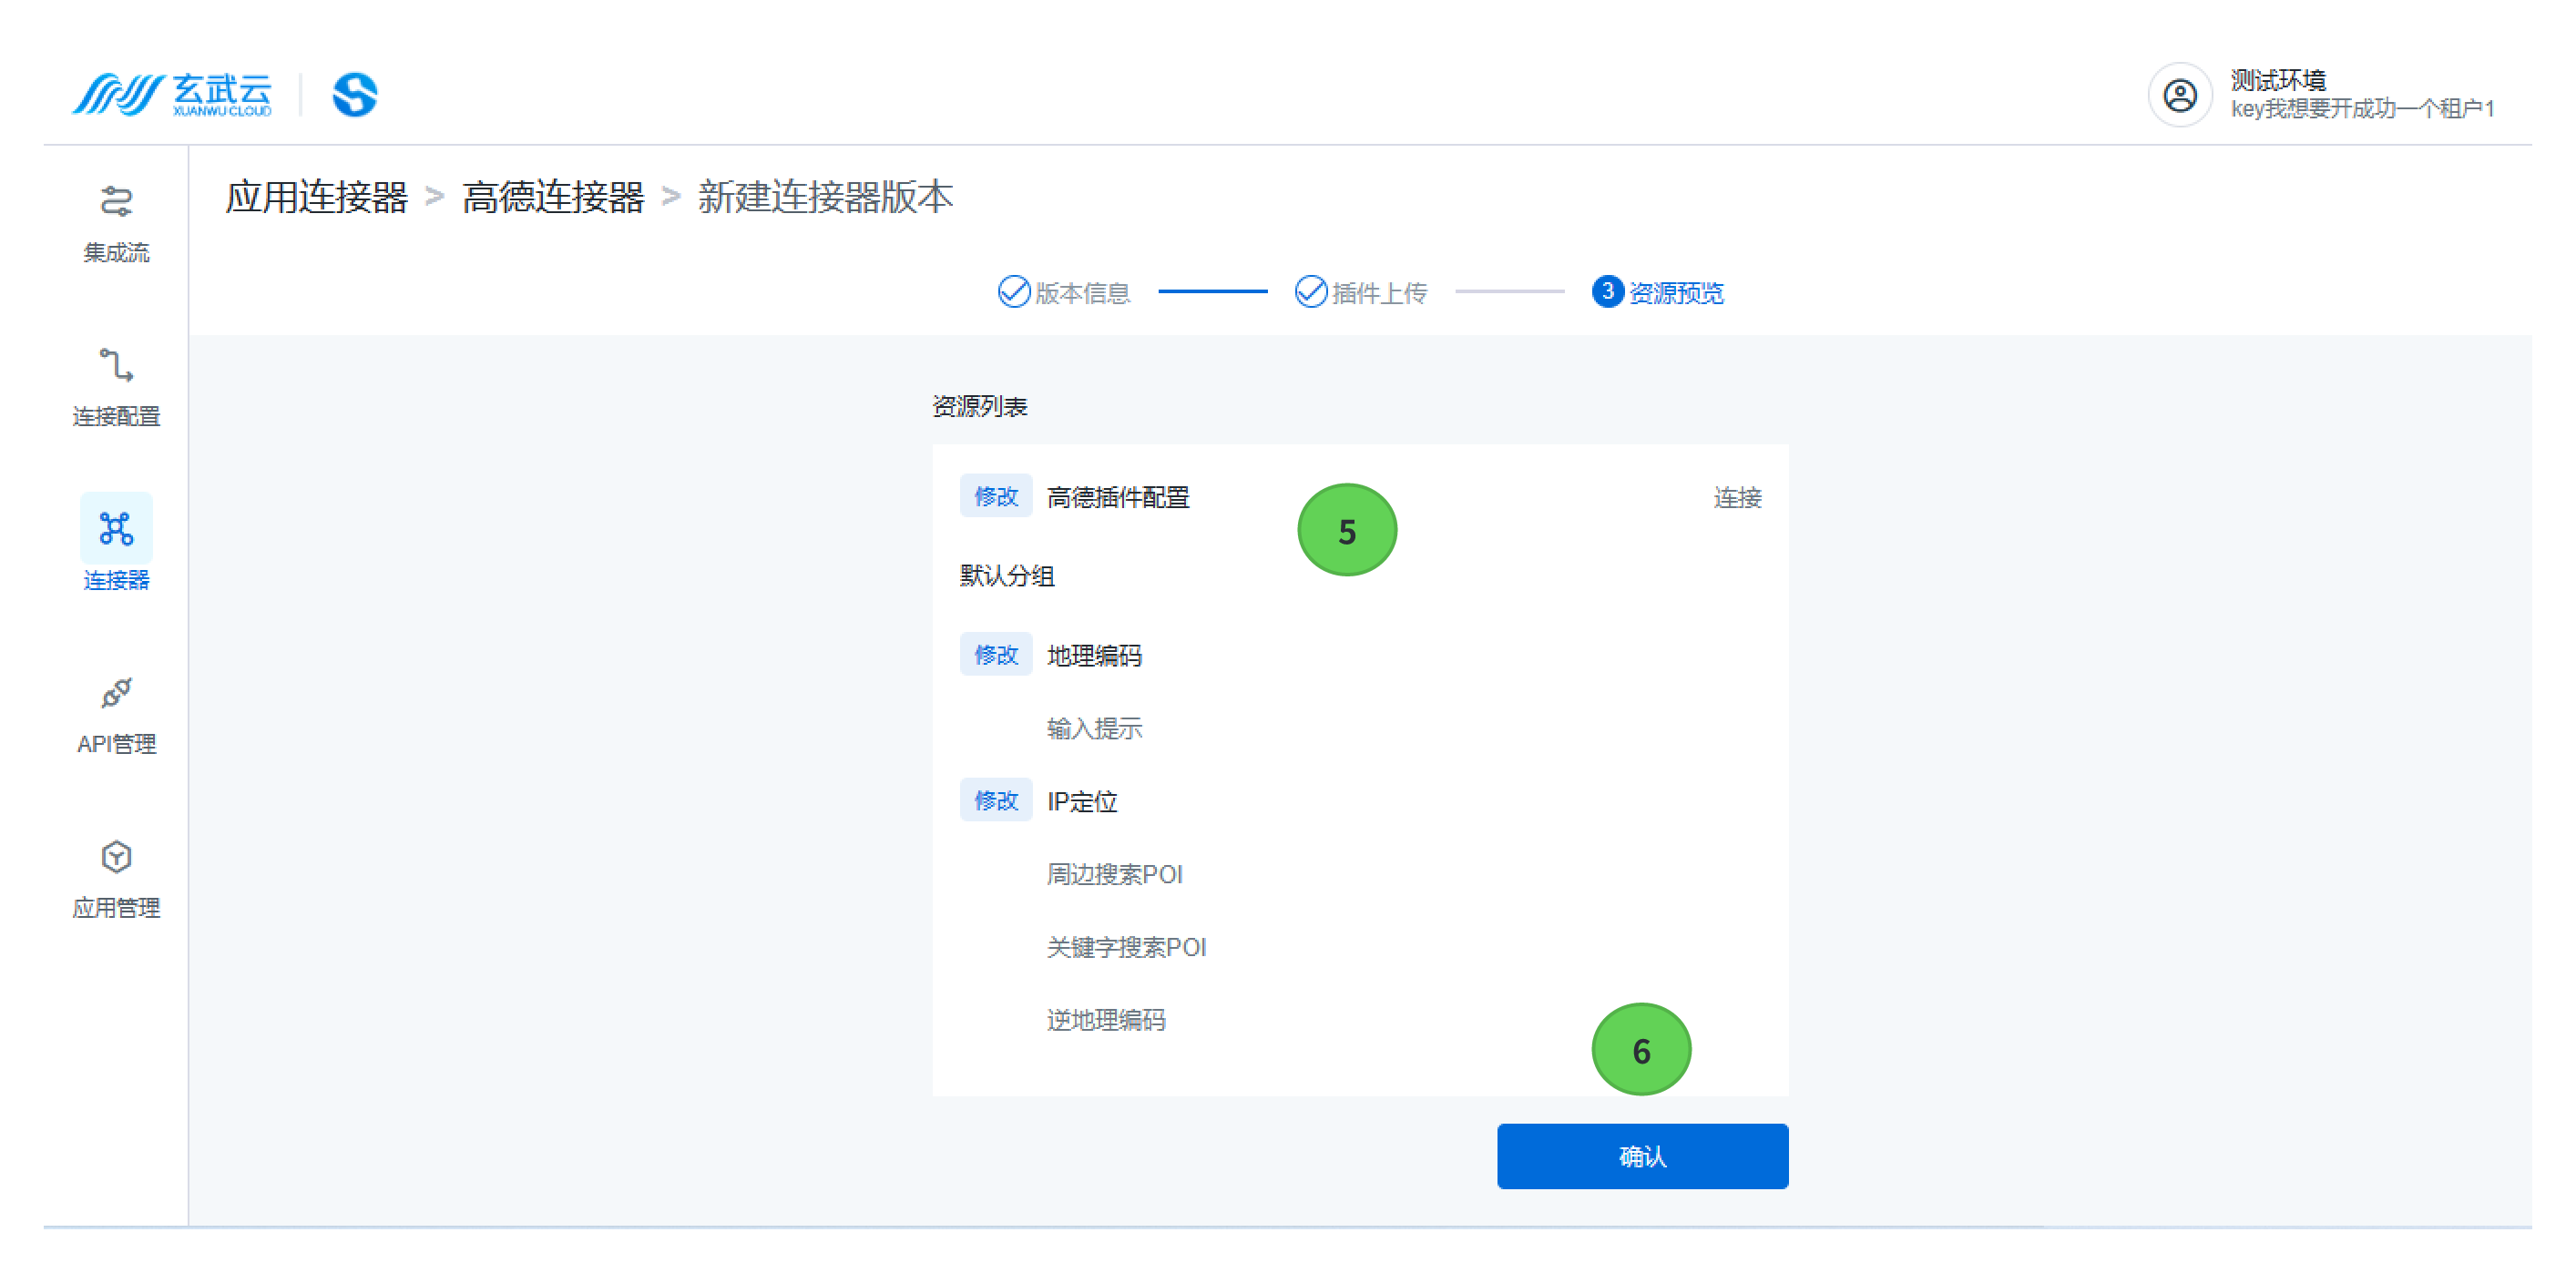 玄武云
XUANWU CLOUD
测试环境
key我想要开成功一个租户1
集成流
连接配置
连接器
API管理
应用管理
应用连接器 > 高德连接器 > 新建连接器版本
版本信息
插件上传
3 资源预览
资源列表
修改 高德插件配置 连接
5
默认分组
修改 地理编码
输入提示
修改 IP定位
周边搜索POI
关键字搜索POI
逆地理编码
6
确认